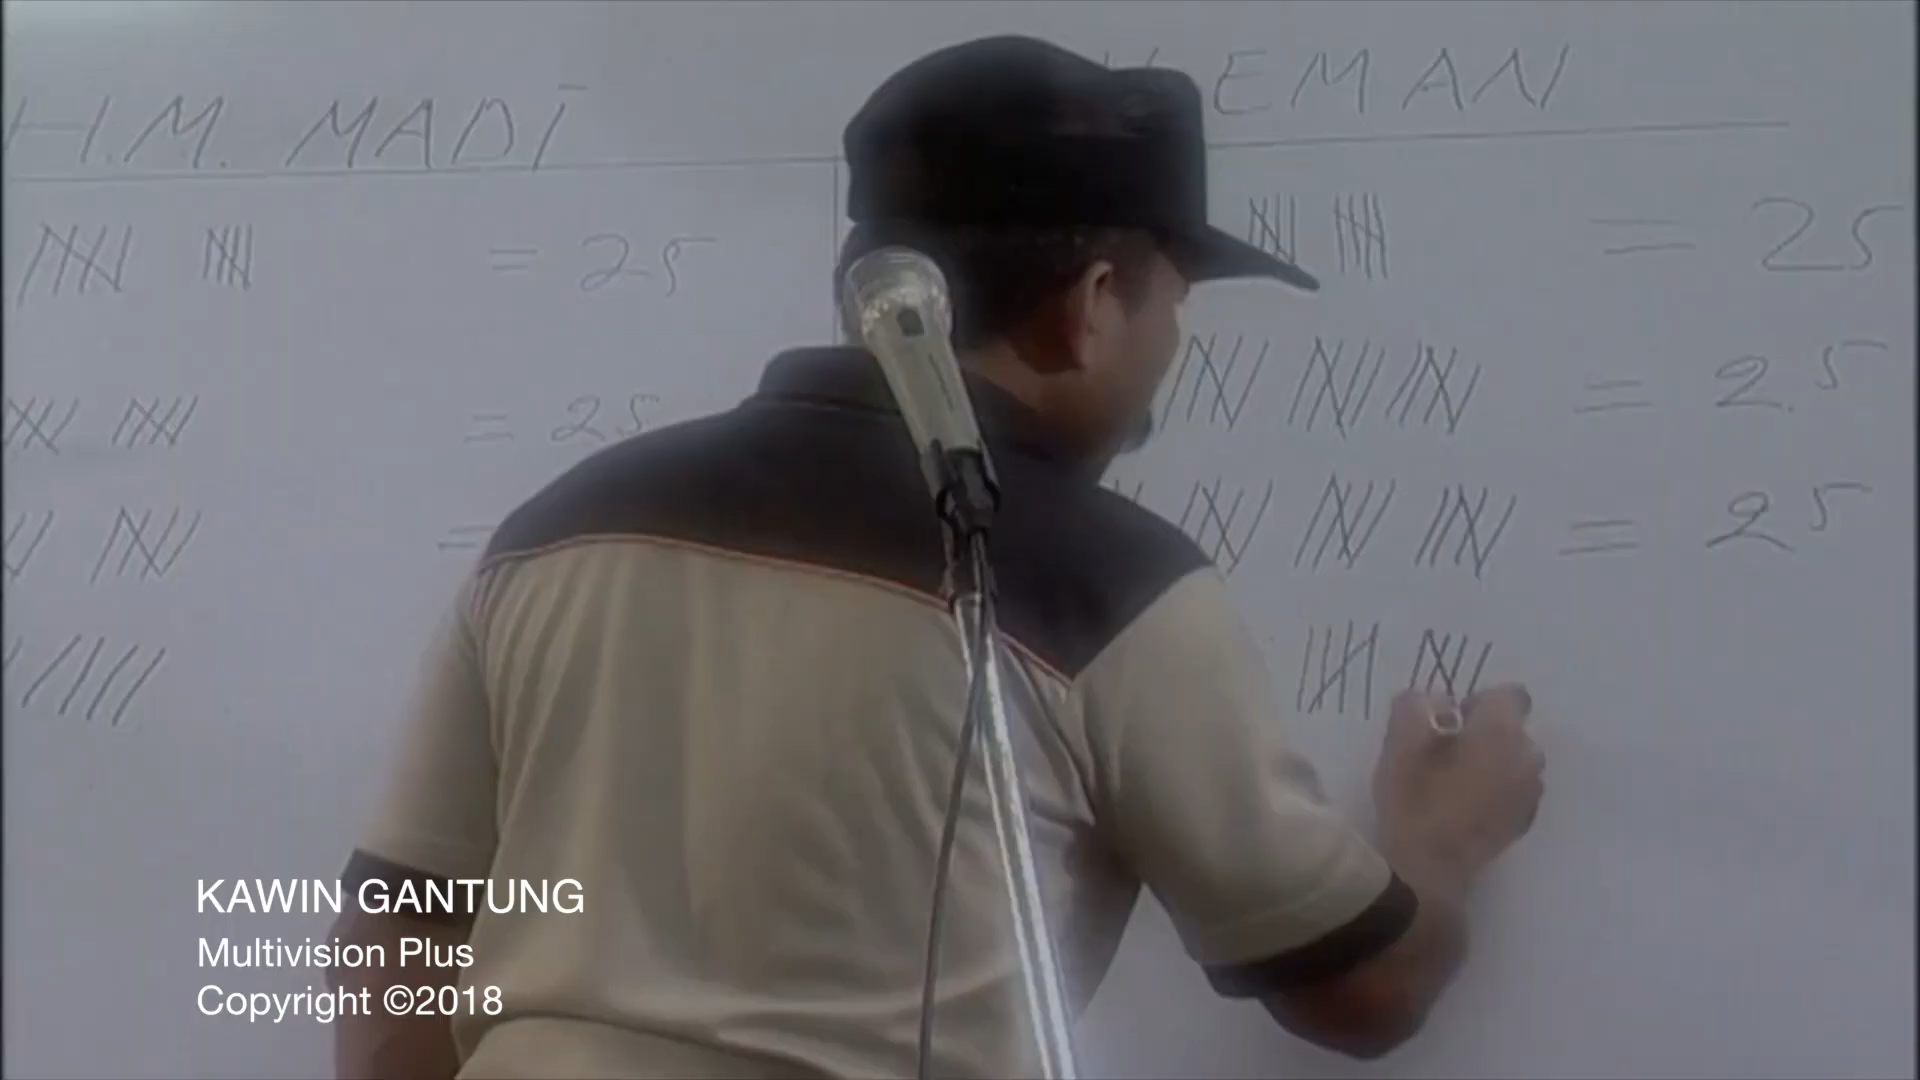 H.M. MADI
EMAN
= 25
= 25
= 25
= 25
=
= 25
KAWIN GANTUNG
Multivision Plus
Copyright ©2018